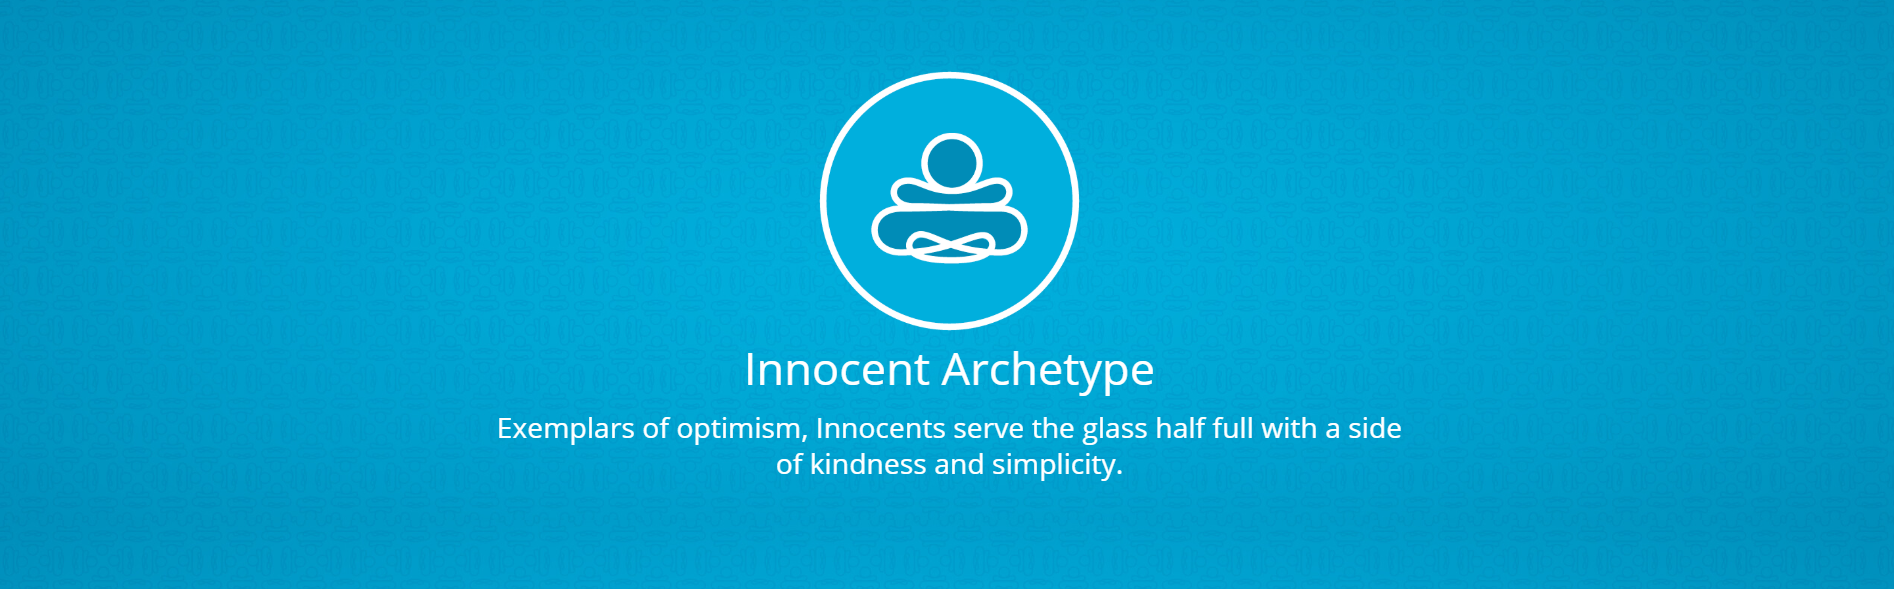 Innocent Archetype
Exemplars of optimism, Innocents serve the glass half full with a side
of kindness and simplicity.